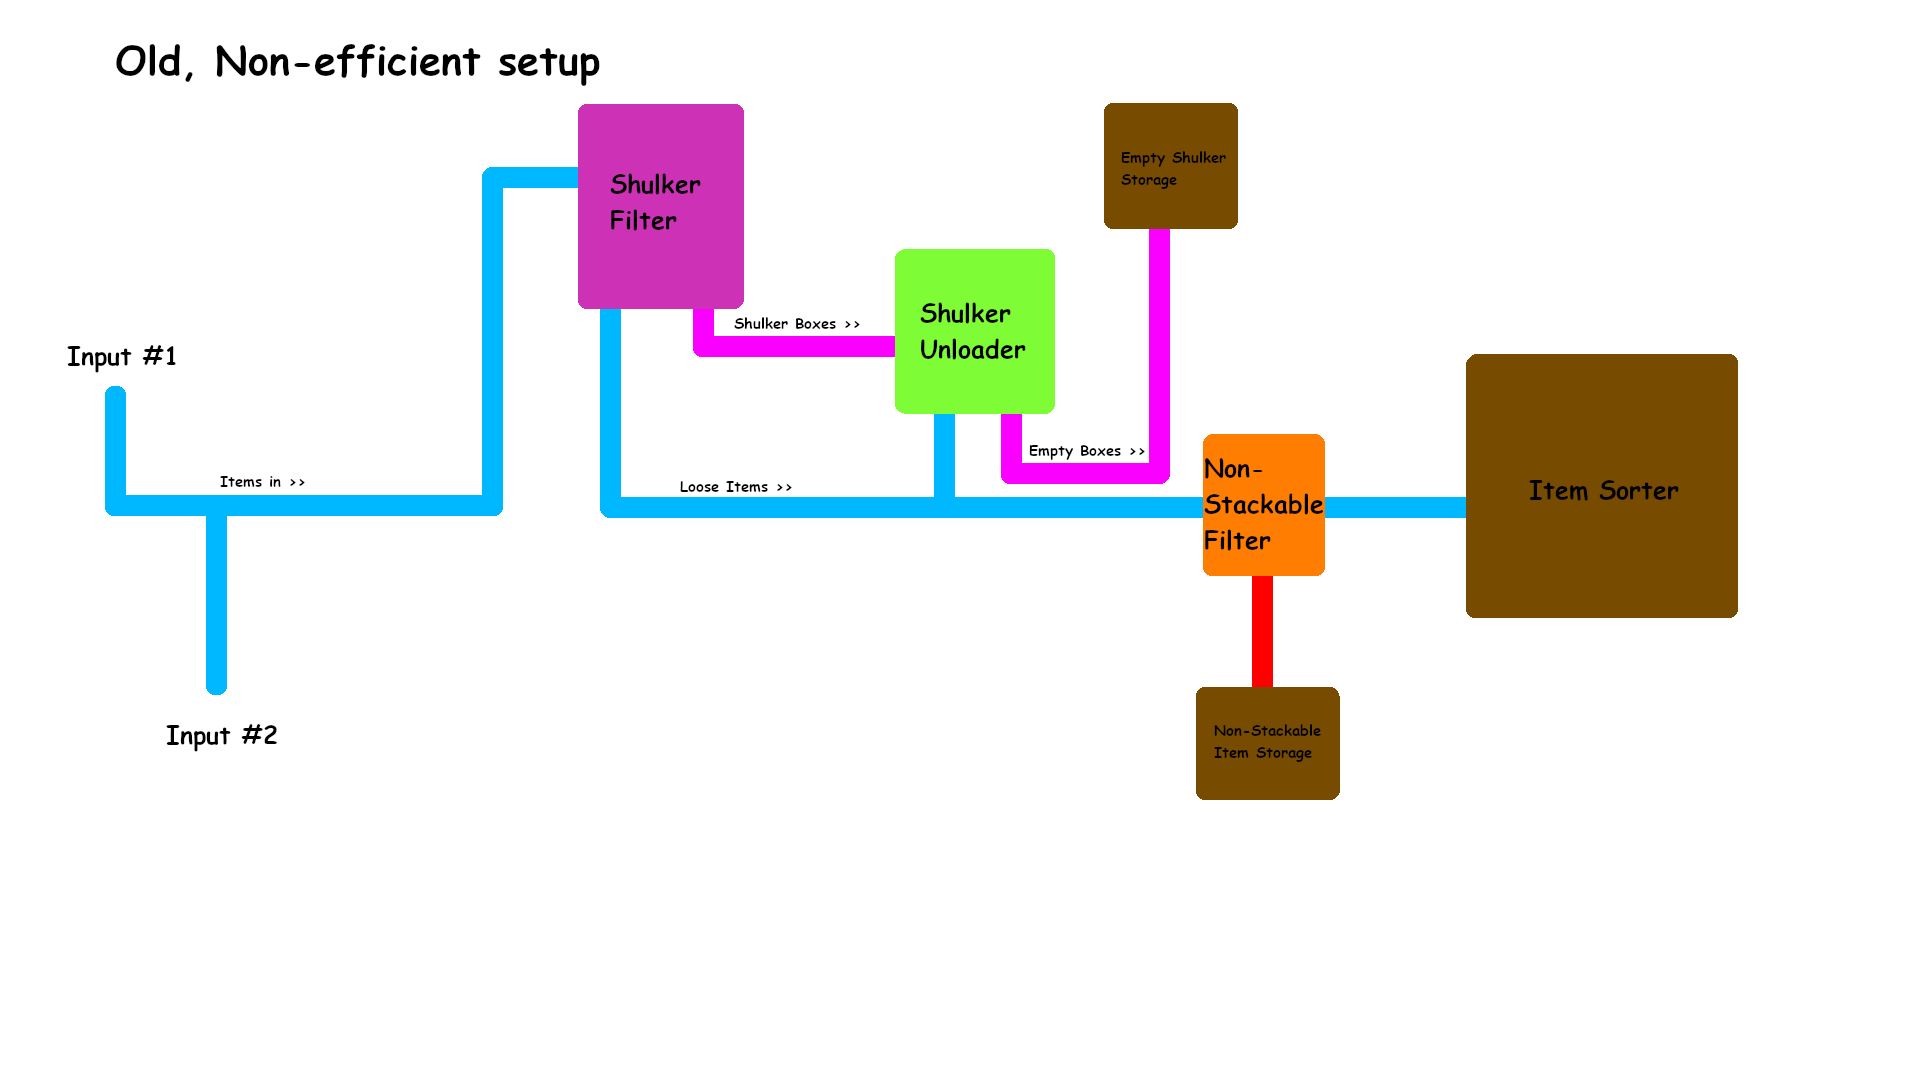 Old, Non-efficient setup
Shulker
Filter
Empty Shulker
Storage
Shulker Boxes >>
Shulker
Unloader
Input #1
Items in >>
Loose Items >>
Empty Boxes >>
Non-
Stackable
Filter
Item Sorter
Input #2
Non-Stackable
Item Storage